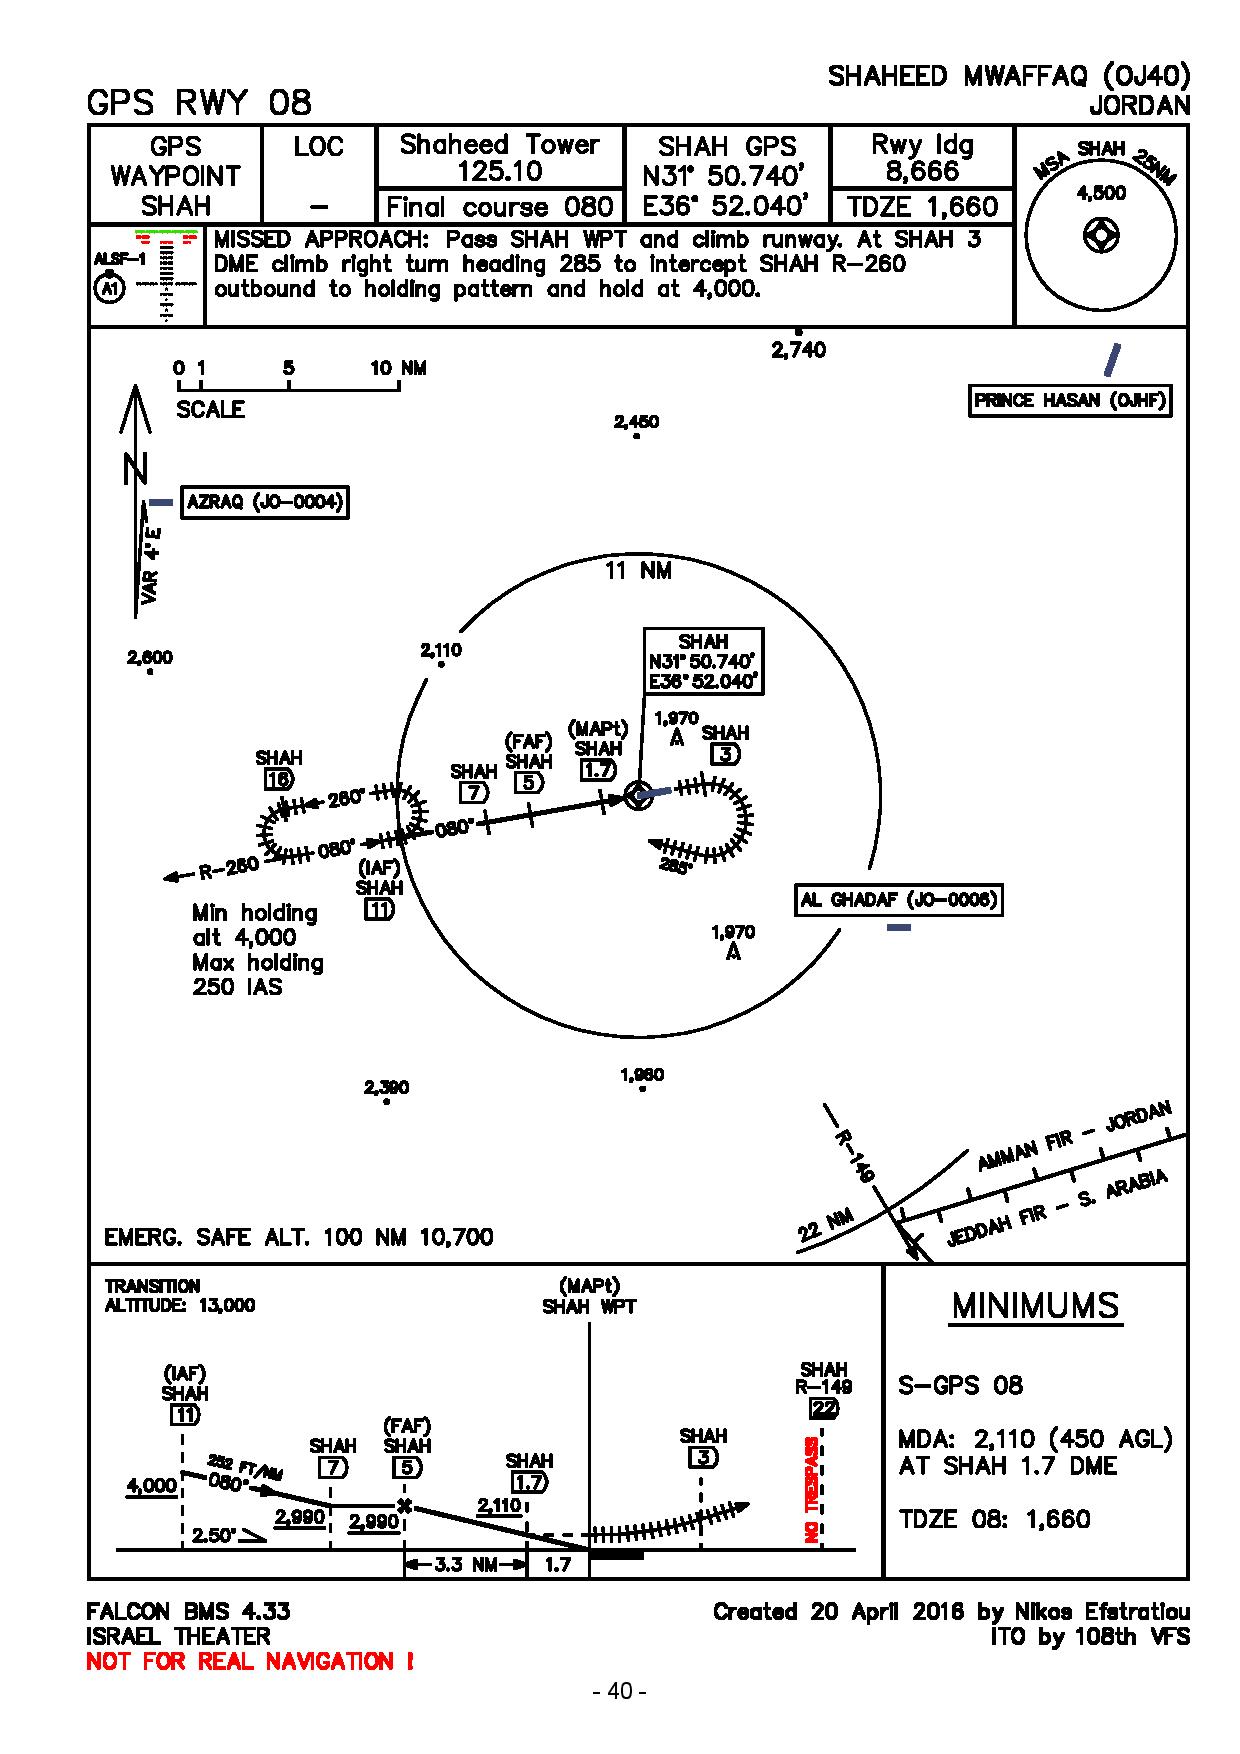 SHAHEED MWAFFAQ (OJ40)
GPS RWY 08
JORDAN
GPS WAYPOINT SHAH
LOC
-
Shaheed Tower
125.10
Final course 080
SHAH GPS
N31° 50.740'
E36° 52.040'
Rwy ldg
8,666
TDZE 1,660
MSA SHAH 25NM
4,500
ALSF-1
A1
MISSED APPROACH: Pass SHAH WPT and climb runway. At SHAH 3
DME climb right turn heading 285 to intercept SHAH R-260
outbound to holding pattern and hold at 4,000.
2,740
0 1 5 10 NM
SCALE
PRINCE HASAN (OJHF)
2,450
N
AZRAQ (JO-0004)
VAR 4°E
11 NM
SHAH
N31°50.740'
E36°52.040'
2,110
2,600
1,970
A
(MAPt)
SHAH
1.7
SHAH
3
(FAF)
SHAH
5
SHAH
7
SHAH
16
260°
080°
080°
R-260
285°
(IAF)
SHAH
11
Min holding
alt 4,000
Max holding
250 IAS
AL GHADAF (JO-0006)
1,970
A
1,980
2,390
R-149
22 NM
AMMAN FIR - JORDAN
JEDDAH FIR - S. ARABIA
EMERG. SAFE ALT. 100 NM 10,700
TRANSITION
ALTITUDE: 13,000
(MAPt)
SHAH WPT
MINIMUMS
(IAF)
SHAH
11
SHAH
R-149
22
S-GPS 08
(FAF)
SHAH
7
SHAH
5
SHAH
1.7
SHAH
3
MDA: 2,110 (450 AGL)
AT SHAH 1.7 DME
252 FT/NM
080°
4,000
2,990
2,990
2,110
NO TRESPASS
TDZE 08: 1,660
2.50°
3.3 NM
1.7
FALCON BMS 4.33
Created 20 April 2016 by Nikos Efstratiou
ISRAEL THEATER
ITO by 108th VFS
NOT FOR REAL NAVIGATION !
- 40 -